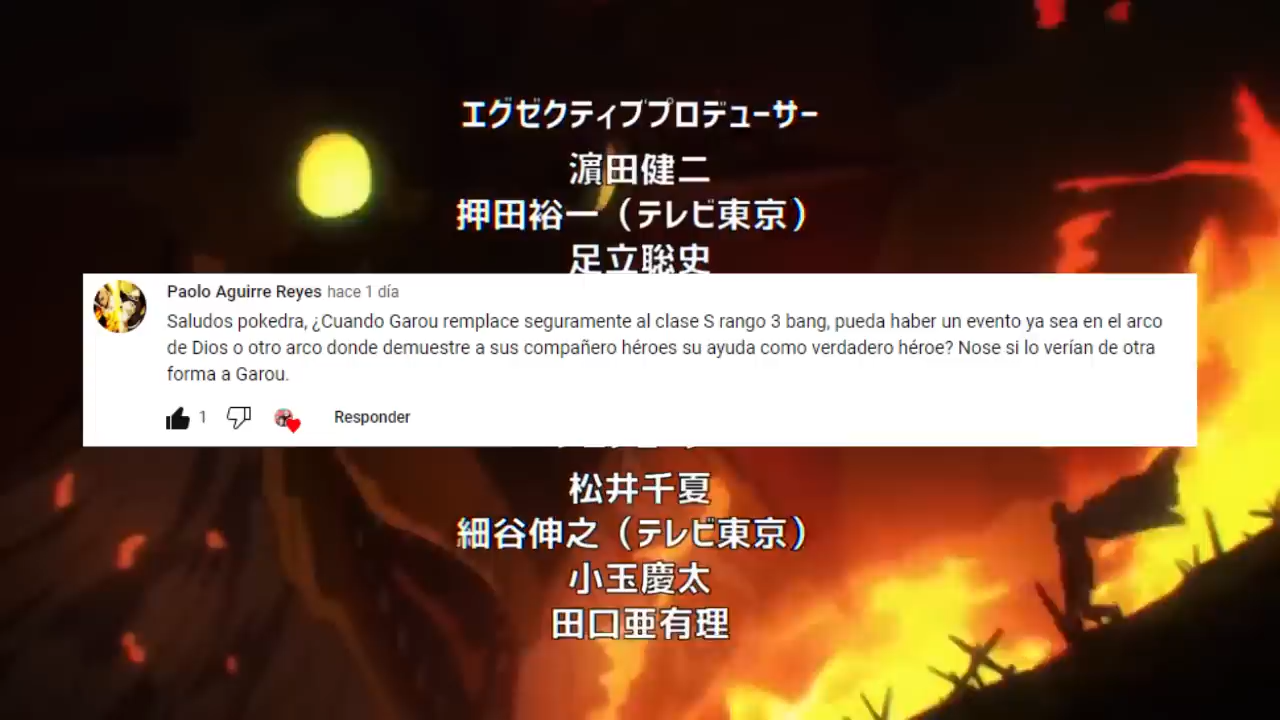 エグゼクティブプロデューサー
濵田健二
押田裕一（テレビ東京）
足立聡史
Paolo Aguirre Reyes hace 1 día
Saludos pokedra, ¿Cuando Garou remplace seguramente al clase S rango 3 bang, pueda haber un evento ya sea en el arco
de Dios o otro arco donde demuestre a sus compañero héroes su ayuda como verdadero héroe? Nose si lo verían de otra
forma a Garou.
1
Responder
松井千夏
細谷伸之（テレビ東京）
小玉慶太
田口亜有理